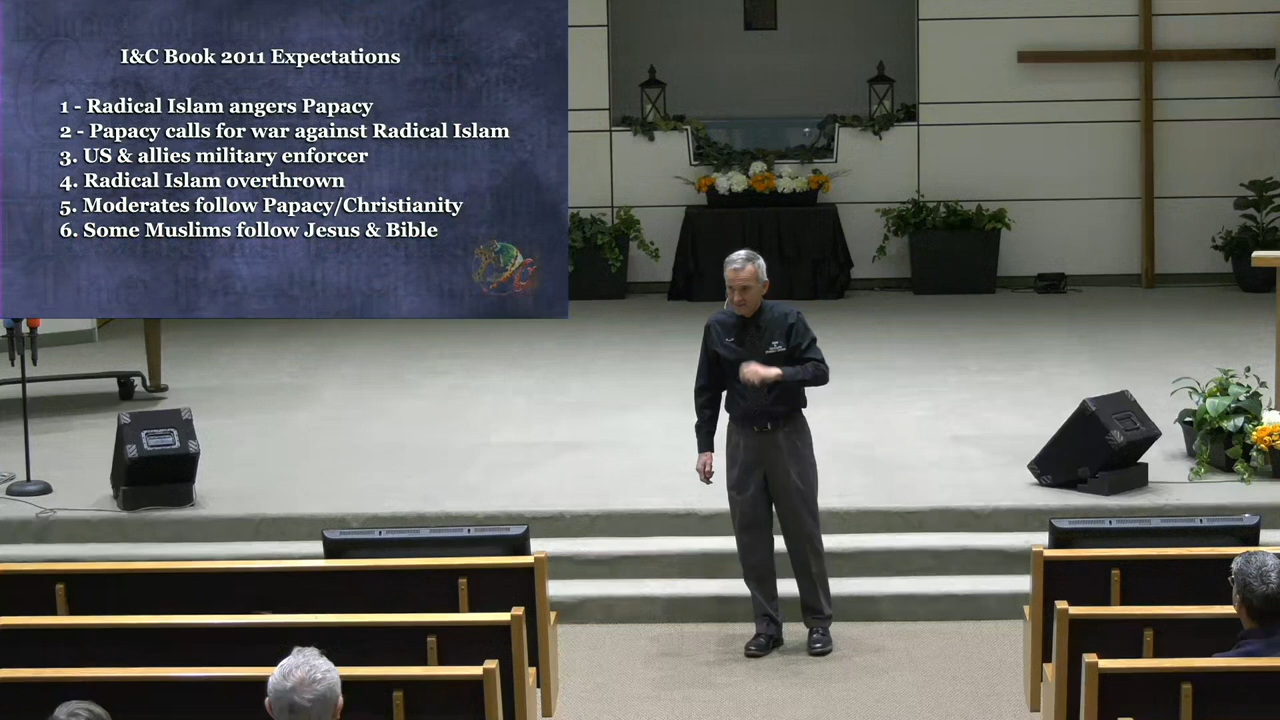 I&C Book 2011 Expectations
1 - Radical Islam angers Papacy
2 - Papacy calls for war against Radical Islam
3. US & allies military enforcer
4. Radical Islam overthrown
5. Moderates follow Papacy/Christianity
6. Some Muslims follow Jesus & Bible